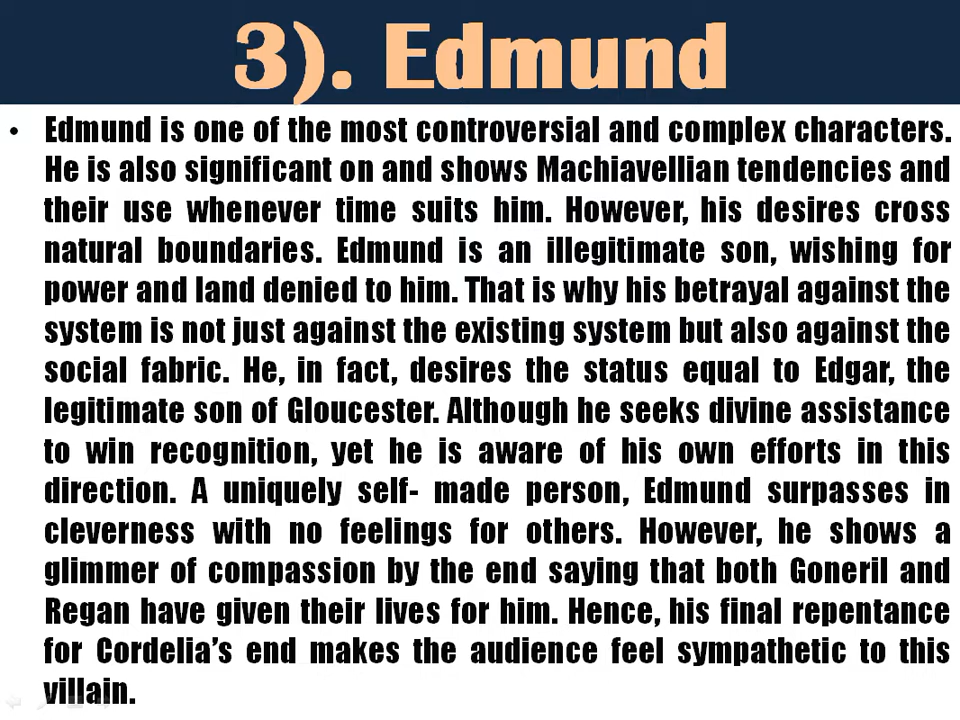 3). Edmund
• Edmund is one of the most controversial and complex characters.
He is also significant on and shows Machiavellian tendencies and
their use whenever time suits him. However, his desires cross
natural boundaries. Edmund is an illegitimate son, wishing for
power and land denied to him. That is why his betrayal against the
system is not just against the existing system but also against the
social fabric. He, in fact, desires the status equal to Edgar, the
legitimate son of Gloucester. Although he seeks divine assistance
to win recognition, yet he is aware of his own efforts in this
direction. A uniquely self- made person, Edmund surpasses in
cleverness with no feelings for others. However, he shows a
glimmer of compassion by the end saying that both Goneril and
Regan have given their lives for him. Hence, his final repentance
for Cordelia's end makes the audience feel sympathetic to this
villain.